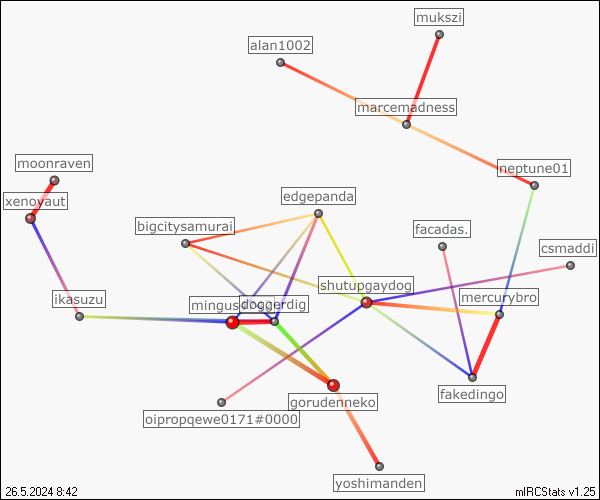 mukszi
alan1002
marcemadness
moonraven
neptune01
xenovaut
edgepanda
bigcitysamurai
facadas.
csmaddi
shutupgaydog
ikasuzu
doggerdig
mercurybro
fakedingo
gorudenneko
oipropqewe0171#0000
yoshimanden
26.5.2024 8:42
mIRCStats v1.25